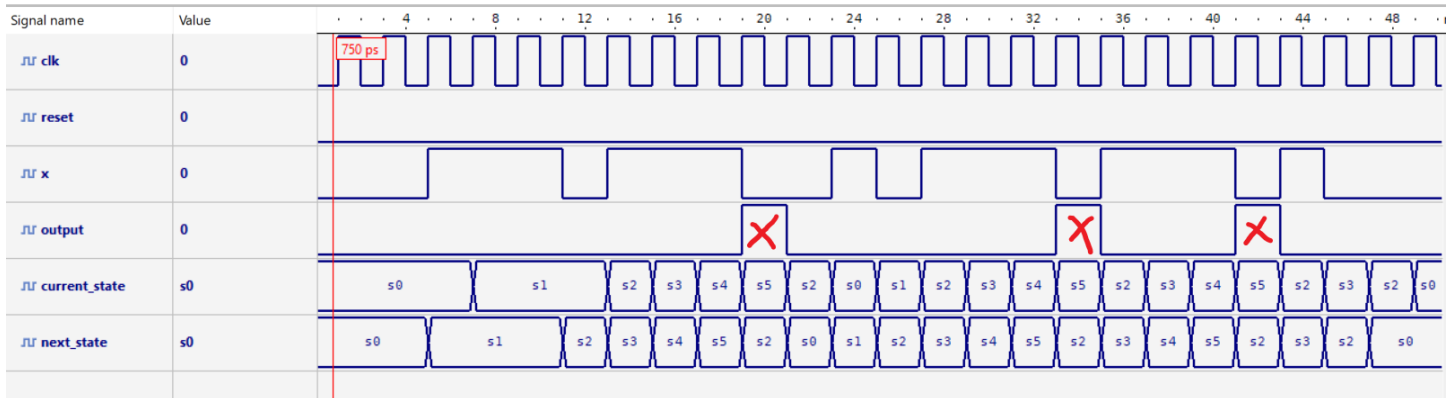 Signal name Value 4 8 12 16 20 24 28 32 36 40 44 48
750 ps
clk 0
reset 0
x 0
output 0
current_state s0 s0 s1 s2 s3 s4 s5 s2 s0 s1 s2 s3 s4 s5 s2 s3 s4 s5 s2 s3 s2 s0
next_state s0 s0 s1 s2 s3 s4 s5 s2 s0 s1 s2 s3 s4 s5 s2 s3 s4 s5 s2 s3 s2 s0